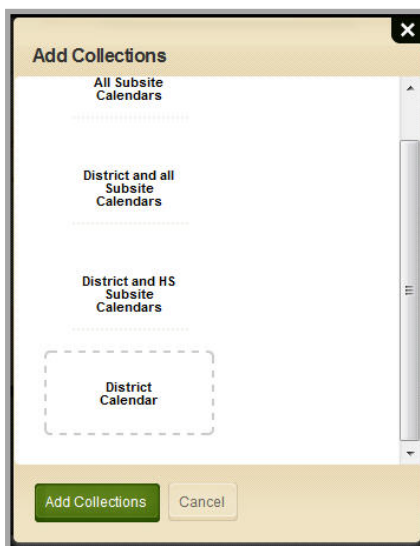 Add Collections
All Subsite
Calendars
District and all
Subsite
Calendars
District and HS
Subsite
Calendars
District
Calendar
Add Collections
Cancel